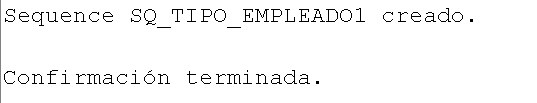 Sequence SQ_TIPO_EMPLEADO1 creado.
Confirmación terminada.